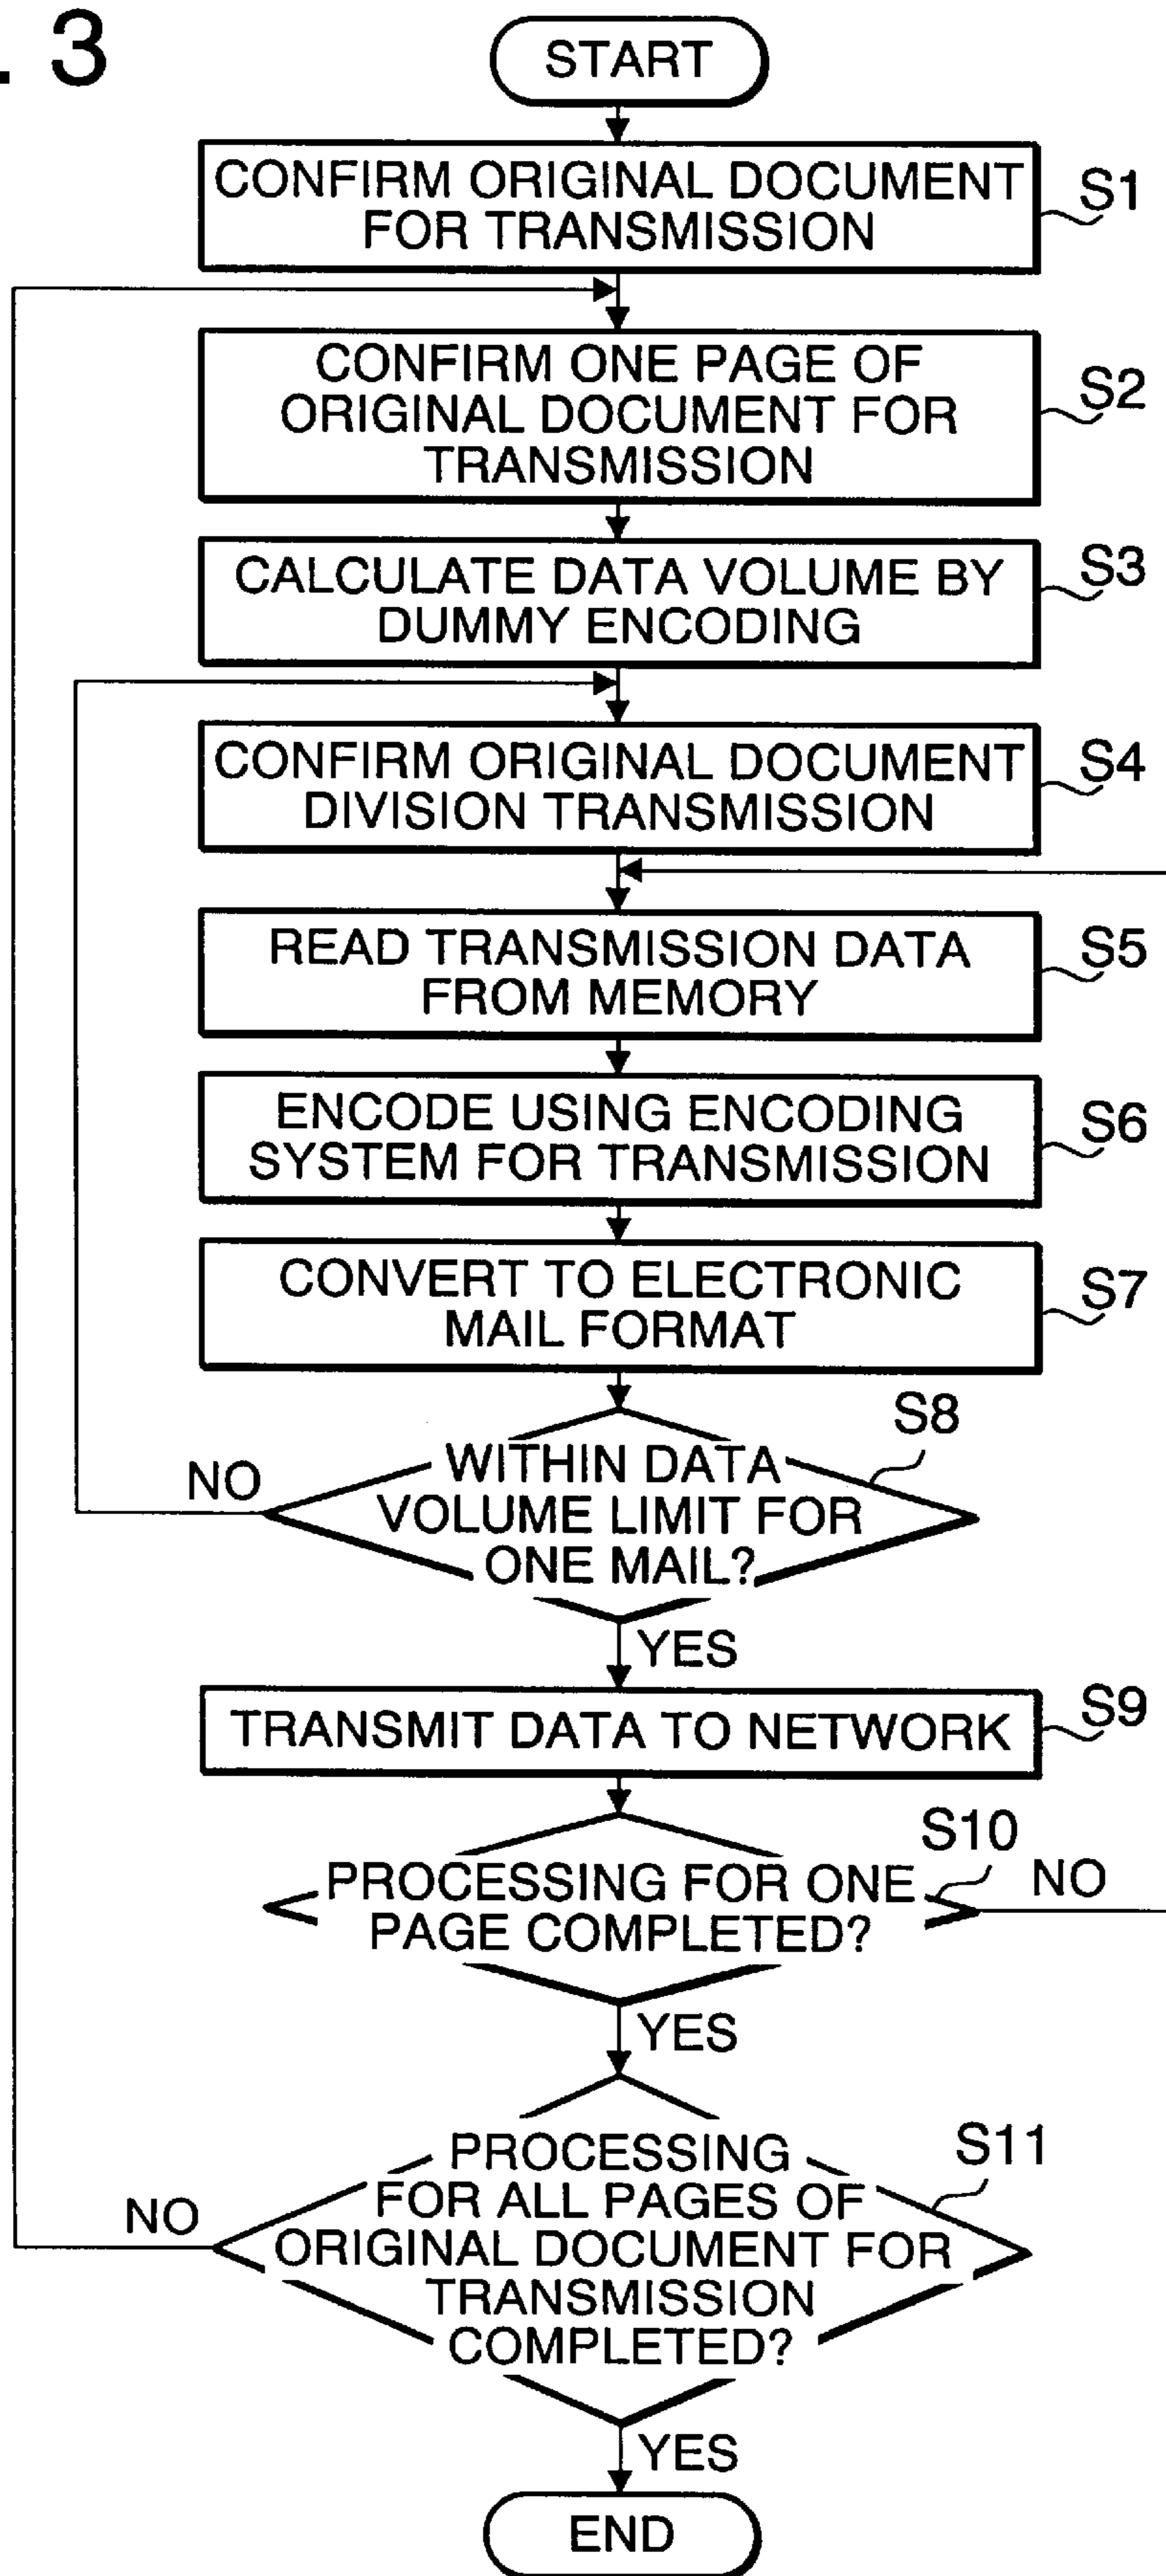 . 3
START
CONFIRM ORIGINAL DOCUMENT
FOR TRANSMISSION
S1
CONFIRM ONE PAGE OF
ORIGINAL DOCUMENT FOR
TRANSMISSION
S2
CALCULATE DATA VOLUME BY
DUMMY ENCODING
S3
CONFIRM ORIGINAL DOCUMENT
DIVISION TRANSMISSION
S4
READ TRANSMISSION DATA
FROM MEMORY
S5
ENCODE USING ENCODING
SYSTEM FOR TRANSMISSION
S6
CONVERT TO ELECTRONIC
MAIL FORMAT
S7
S8
WITHIN DATA
VOLUME LIMIT FOR
ONE MAIL?
NO
YES
TRANSMIT DATA TO NETWORK
S9
S10
PROCESSING FOR ONE
PAGE COMPLETED?
NO
YES
S11
PROCESSING
FOR ALL PAGES OF
ORIGINAL DOCUMENT FOR
TRANSMISSION
COMPLETED?
NO
YES
END